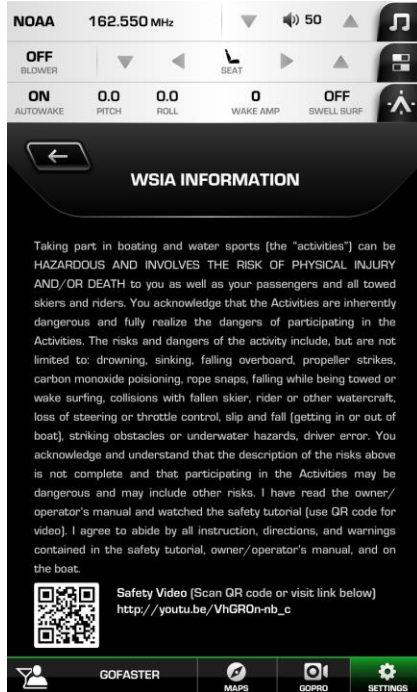 NOAA 162.550 MHz 50
OFF
BLOWER SEAT
ON 0.0 0.0 0 OFF
AUTOWAKE PITCH ROLL WAKE AMP SWELL SURF
WSIA INFORMATION
Taking part in boating and water sports (the "activities") can be
HAZARDOUS AND INVOLVES THE RISK OF PHYSICAL INJURY
AND/OR DEATH to you as well as your passengers and all towed
skiers and riders. You acknowledge that the Activities are inherently
dangerous and fully realize the dangers of participating in the
Activities. The risks and dangers of the activity include, but are not
limited to: drowning, sinking, falling overboard, propeller strikes,
carbon monoxide poisioning, rope snaps, falling while being towed or
wake surfing, collisions with fallen skier, rider or other watercraft,
loss of steering or throttle control, slip and fall (getting in or out of
boat), striking obstacles or underwater hazards, driver error. You
acknowledge and understand that the description of the risks above
is not complete and that participating in the Activities may be
dangerous and may include other risks. I have read the owner/
operator's manual and watched the safety tutorial (use QR code for
video). I agree to abide by all instruction, directions, and warnings
contained in the safety tutorial, owner/operator's manual, and on
the boat.
Safety Video (Scan QR code or visit link below)
http://youtu.be/VhGROn-nb_c
GOFASTER MAPS GOPRO SETTINGS